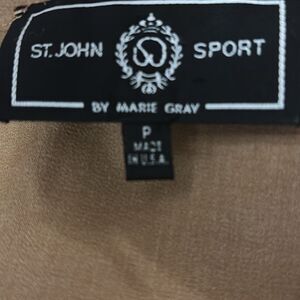 ST. JOHN SPORT
BY MARIE GRAY
P
MADE
IN U.S.A.